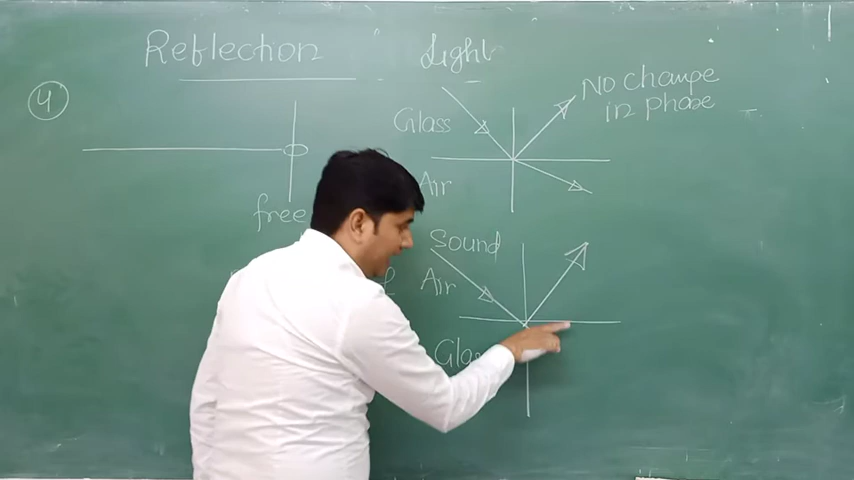 Reflection
Light
4
Glass
No change
in phase
Air
free
Sound
Air